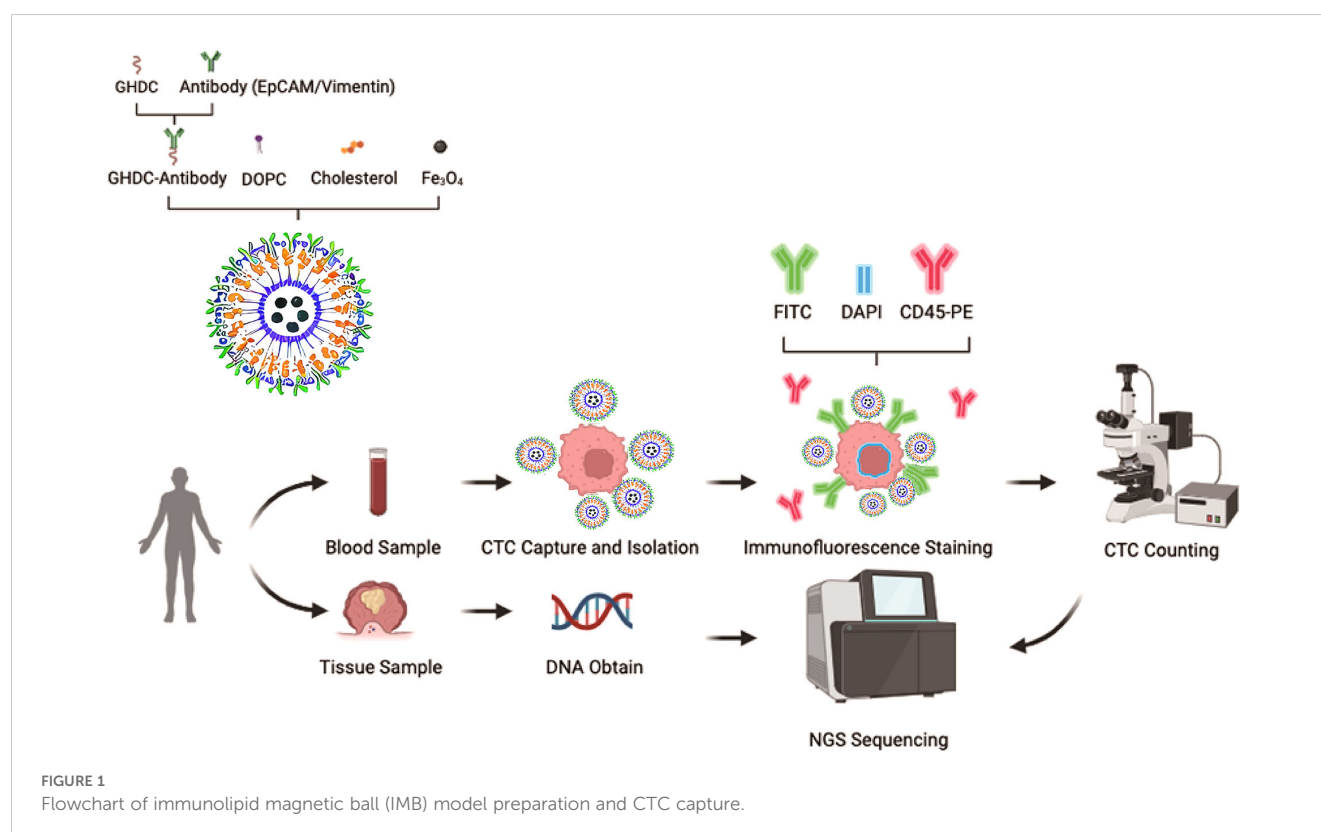 GHDC Antibody (EpCAM/Vimentin)
GHDC-Antibody DOPC Cholesterol Fe₃O₄
FITC DAPI CD45-PE
Blood Sample CTC Capture and Isolation Immunofluorescence Staining CTC Counting
Tissue Sample DNA Obtain
NGS Sequencing
FIGURE 1
Flowchart of immunolipid magnetic ball (IMB) model preparation and CTC capture.